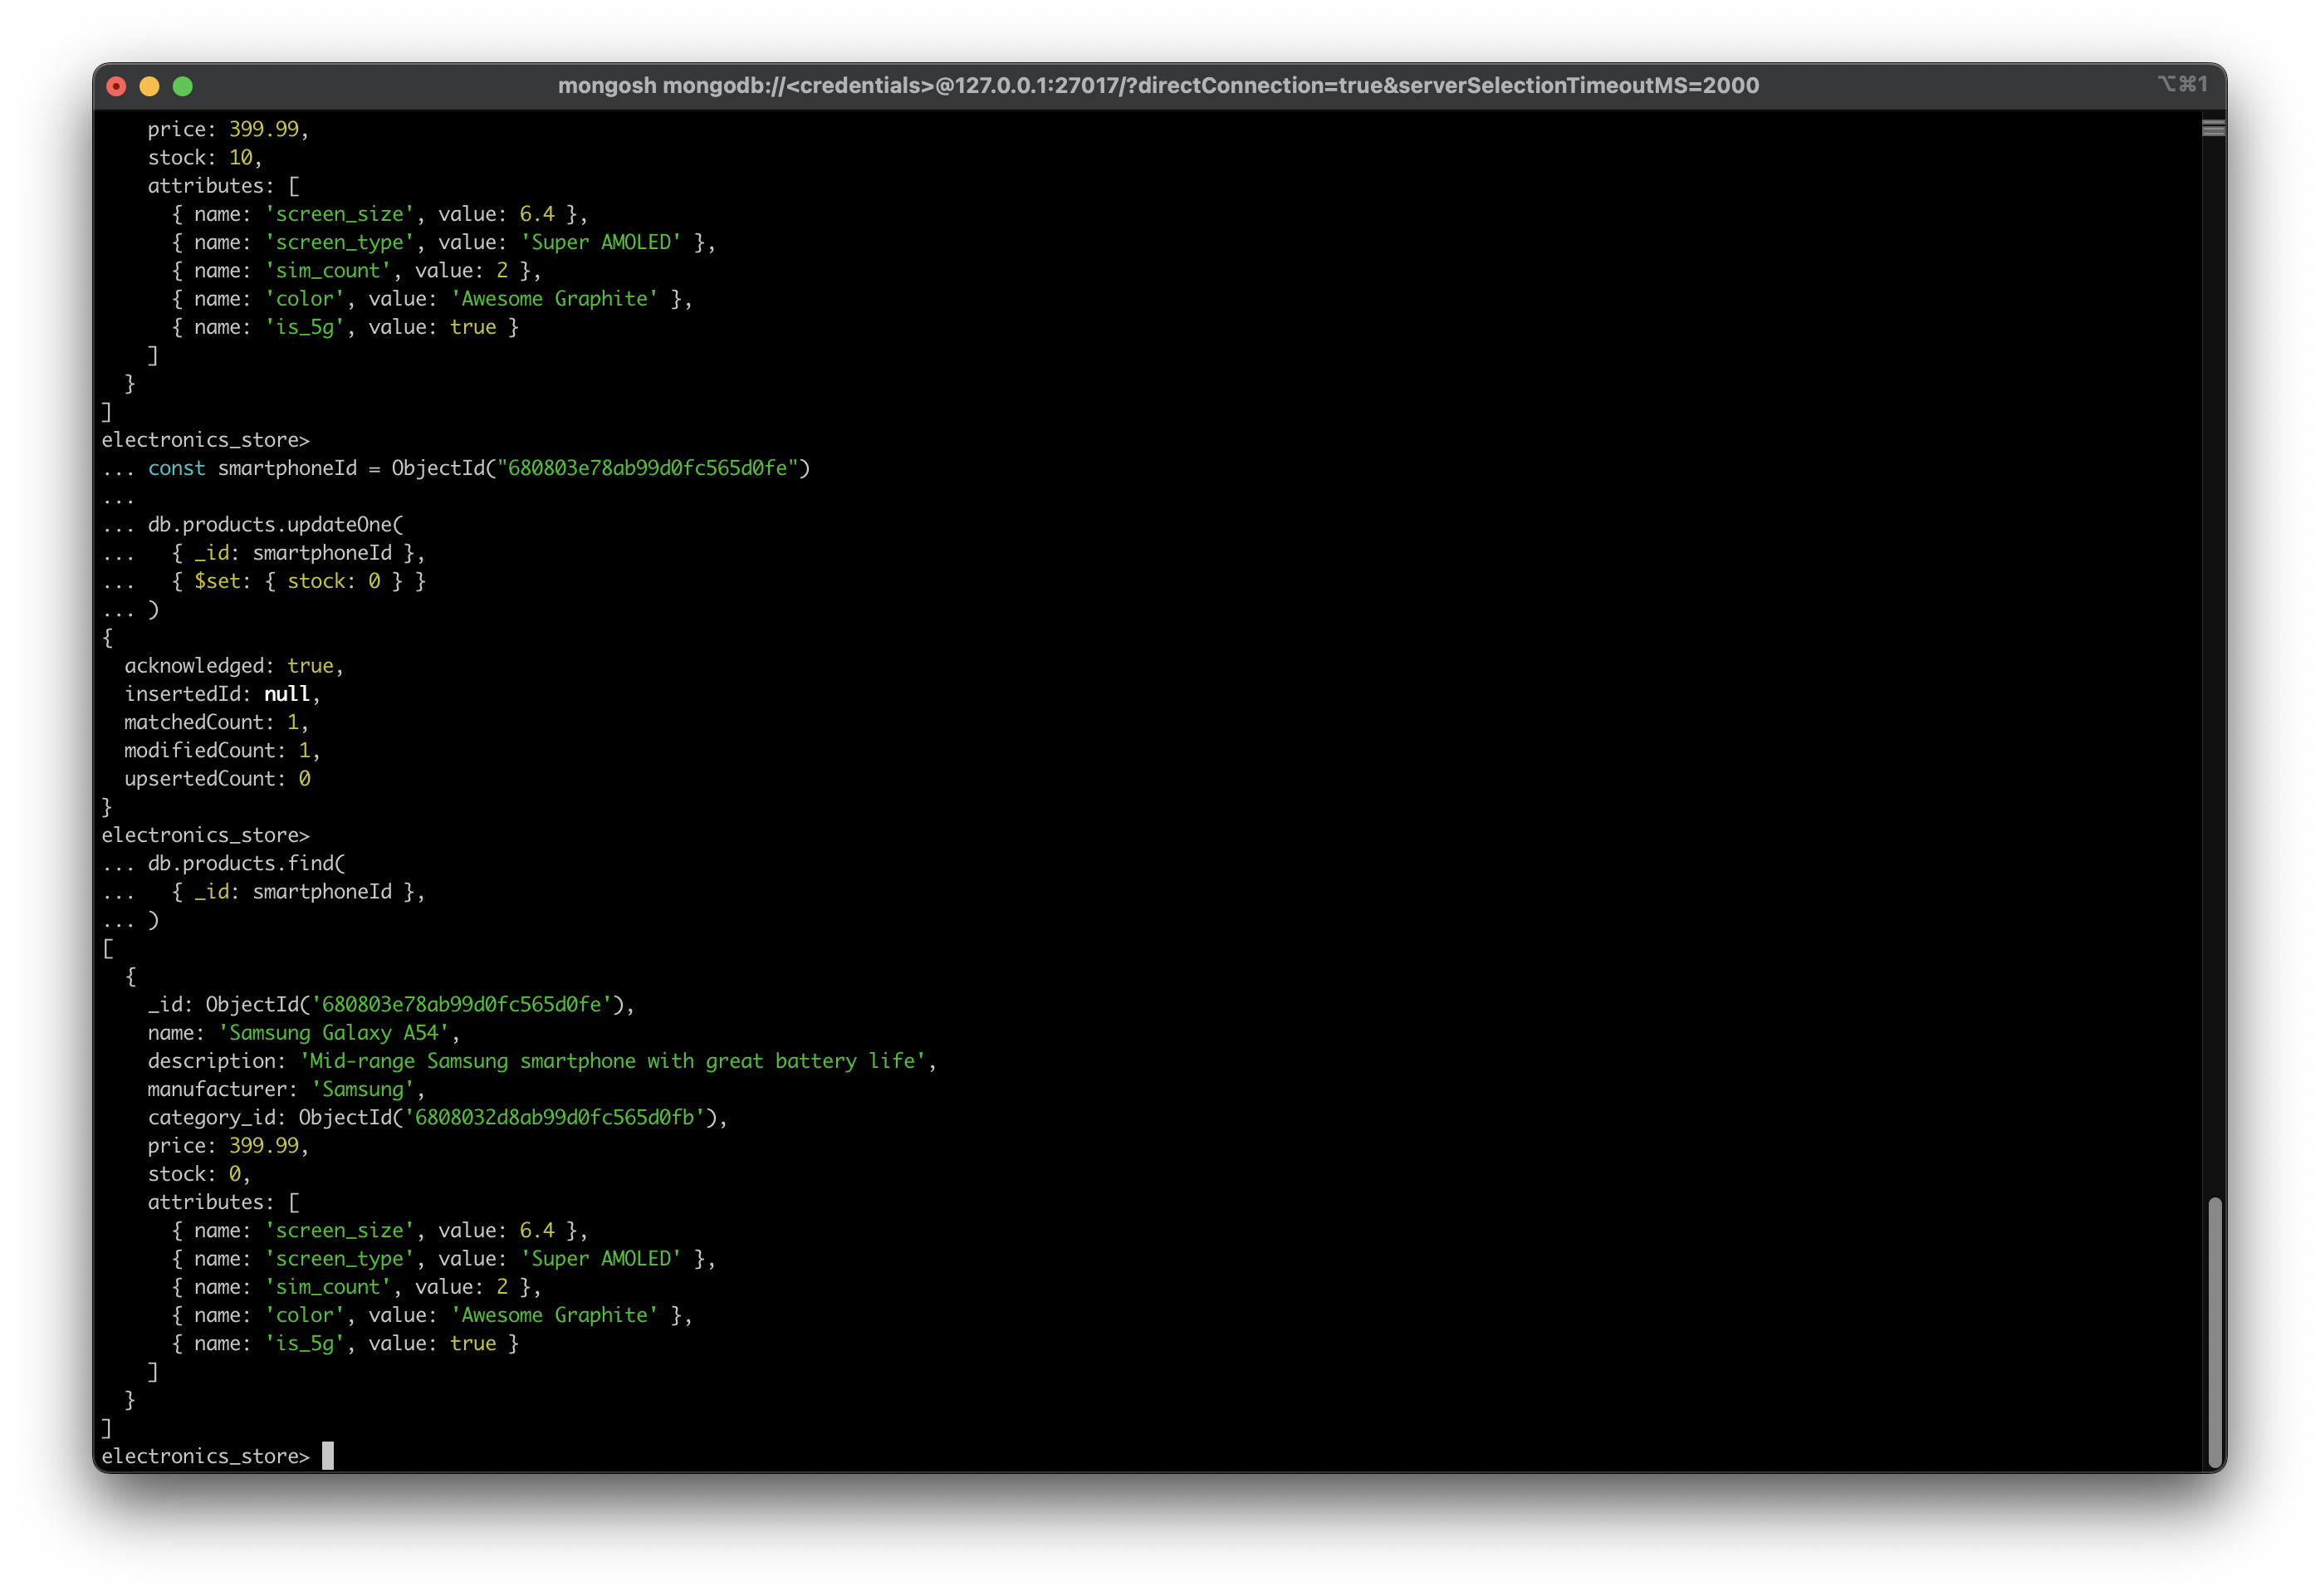 mongosh mongodb://<credentials>@127.0.0.1:27017/?directConnection=true&serverSelectionTimeoutMS=2000
⌥⌘1
    price: 399.99,
    stock: 10,
    attributes: [
      { name: 'screen_size', value: 6.4 },
      { name: 'screen_type', value: 'Super AMOLED' },
      { name: 'sim_count', value: 2 },
      { name: 'color', value: 'Awesome Graphite' },
      { name: 'is_5g', value: true }
    ]
  }
]
electronics_store>
... const smartphoneId = ObjectId("680803e78ab99d0fc565d0fe")
...
... db.products.updateOne(
...   { _id: smartphoneId },
...   { $set: { stock: 0 } }
... )
{
  acknowledged: true,
  insertedId: null,
  matchedCount: 1,
  modifiedCount: 1,
  upsertedCount: 0
}
electronics_store>
... db.products.find(
...   { _id: smartphoneId },
... )
[
  {
    _id: ObjectId('680803e78ab99d0fc565d0fe'),
    name: 'Samsung Galaxy A54',
    description: 'Mid-range Samsung smartphone with great battery life',
    manufacturer: 'Samsung',
    category_id: ObjectId('6808032d8ab99d0fc565d0fb'),
    price: 399.99,
    stock: 0,
    attributes: [
      { name: 'screen_size', value: 6.4 },
      { name: 'screen_type', value: 'Super AMOLED' },
      { name: 'sim_count', value: 2 },
      { name: 'color', value: 'Awesome Graphite' },
      { name: 'is_5g', value: true }
    ]
  }
]
electronics_store>